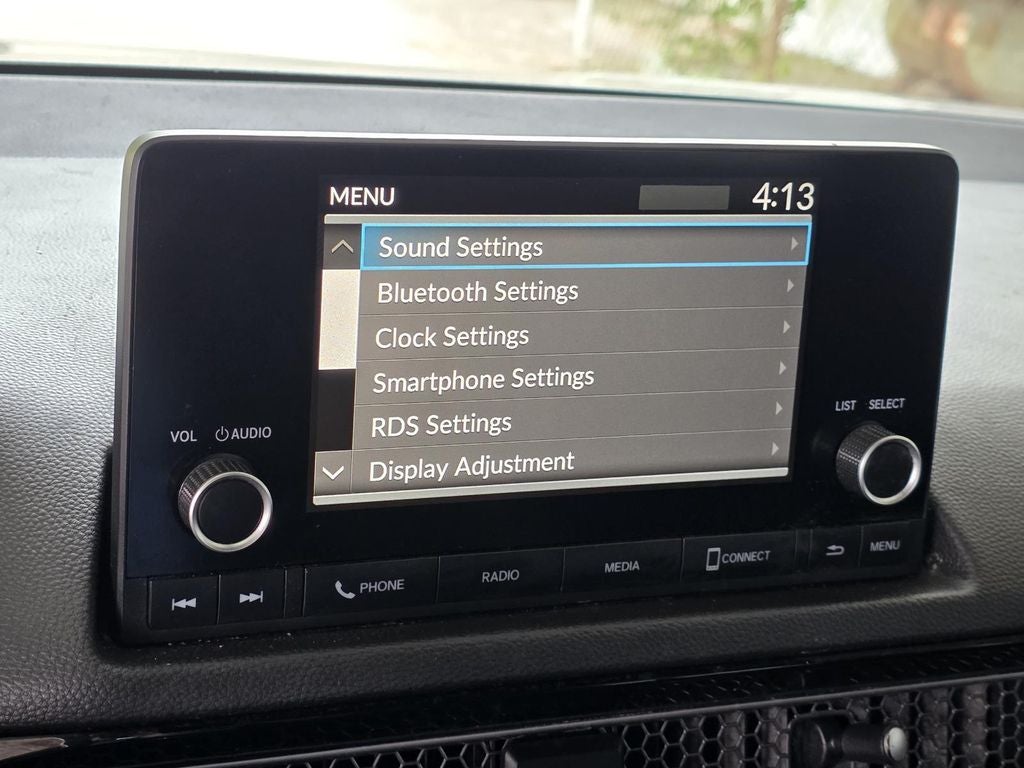 MENU 4:13
Sound Settings
Bluetooth Settings
Clock Settings
Smartphone Settings
RDS Settings
Display Adjustment
VOL AUDIO
LIST SELECT
PHONE RADIO MEDIA CONNECT MENU